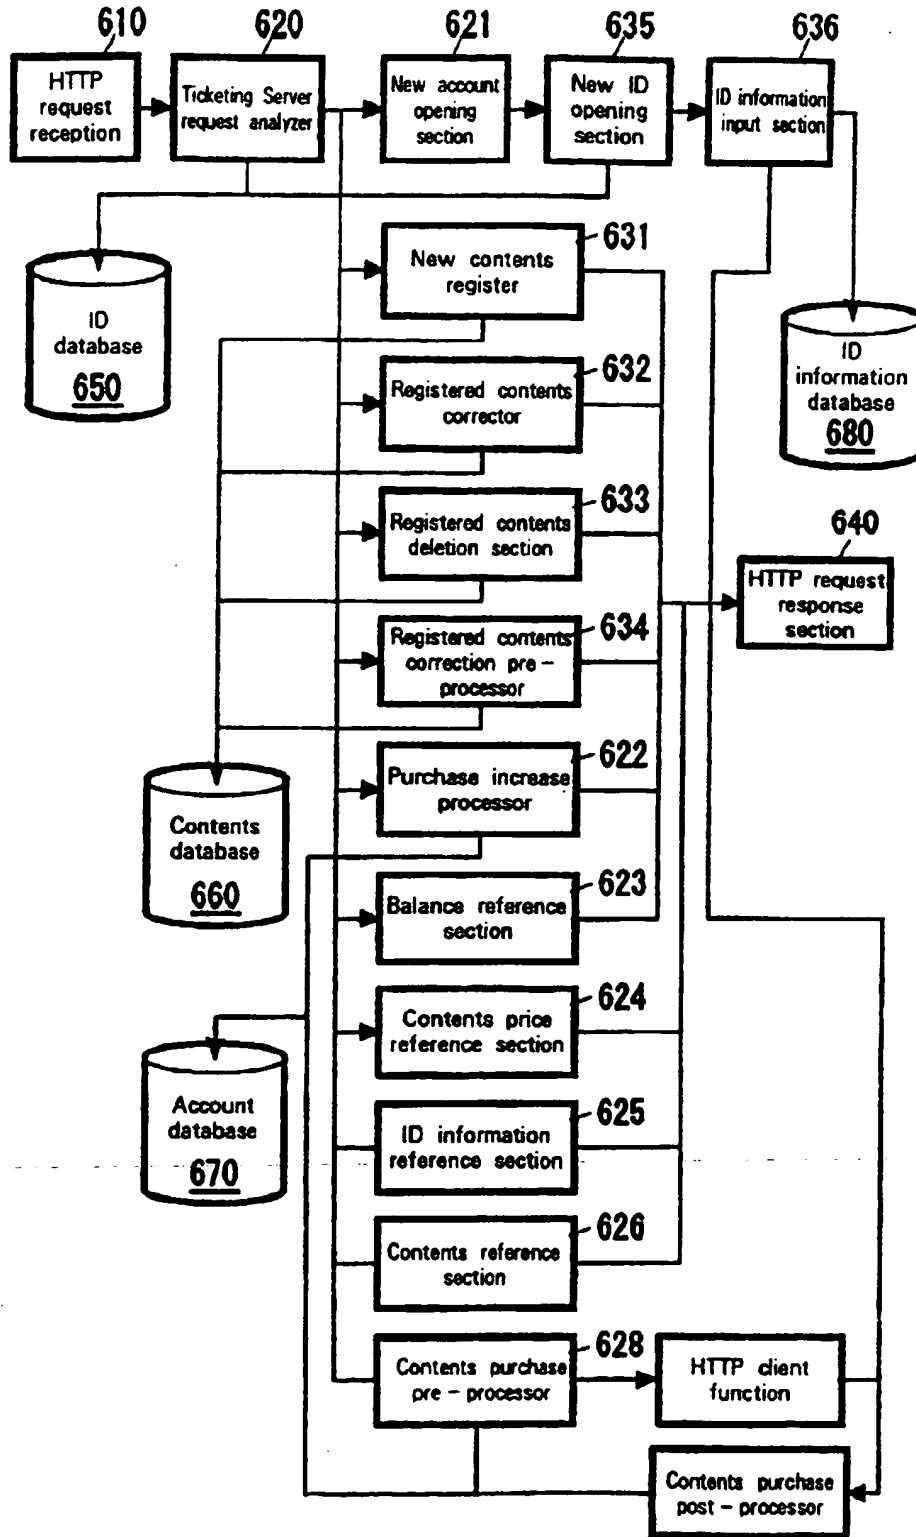 610
620
621
635
636
HTTP
request
reception
Ticketing Server
request analyzer
New account
opening
section
New ID
opening
section
ID information
input section
631
New contents
register
ID
database
650
632
Registered contents
corrector
ID
information
database
680
633
Registered contents
deletion section
640
HTTP request
response
section
634
Registered contents
correction pre-
processor
622
Purchase increase
processor
Contents
database
660
623
Balance reference
section
624
Contents price
reference section
Account
database
670
625
ID information
reference section
626
Contents reference
section
628
Contents purchase
pre-processor
HTTP client
function
Contents purchase
post-processor